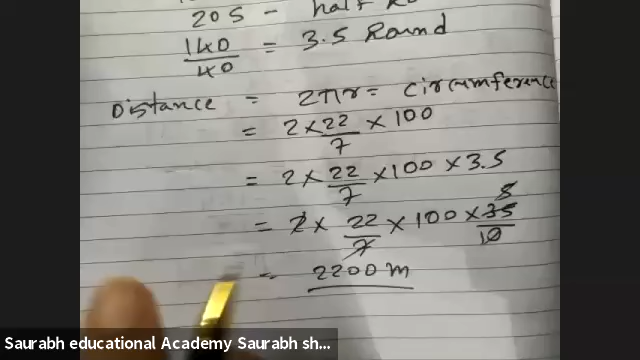 20S - half
140/40 = 3.5 Round
Distance = 2πr = circumference
= 2 × 22/7 × 100
= 2 × 22/7 × 100 × 3.5
= 2 × 22/7 × 100 × 35/10 5
= 2200 m
Saurabh educational Academy Saurabh sh...